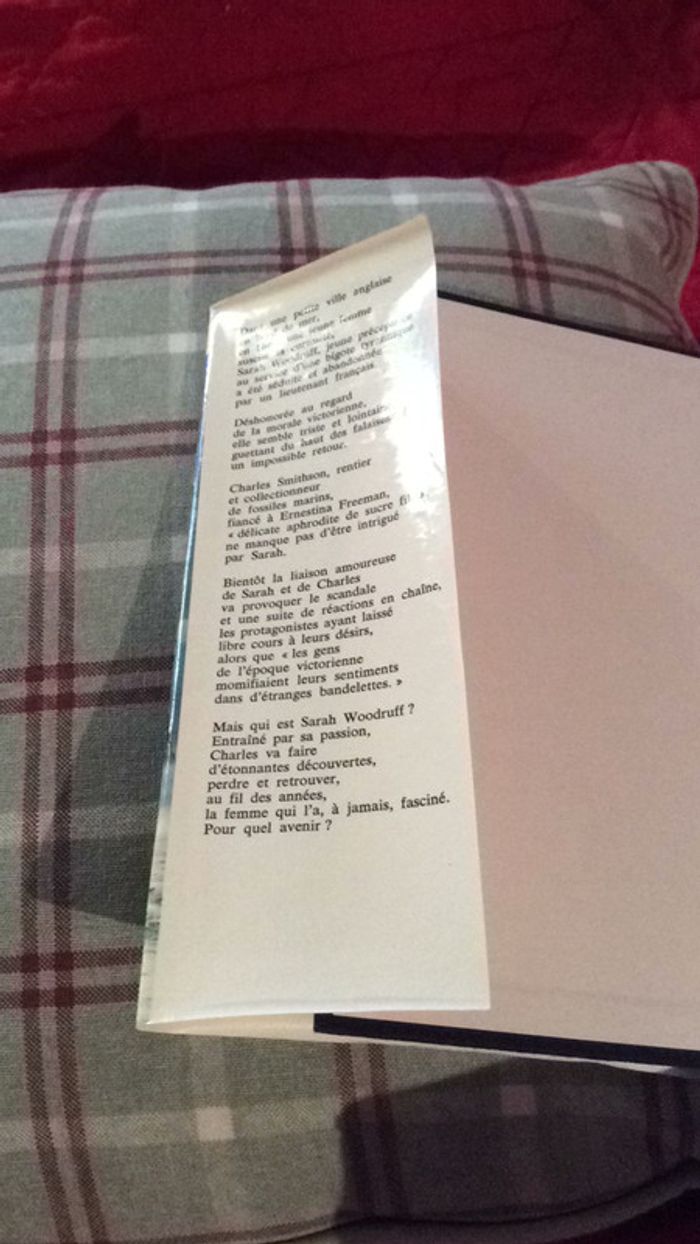 une petite ville anglaise
de mer,
une jeune femme
Sarah Woodruff, jeune
au service d'une bigote tyrannique
a été séduite et abandonnée
par un lieutenant français
Déshonorée au regard
de la morale victorienne,
elle semble triste et lointaine
guettant du haut des falaises
un impossible retour.
Charles Smithson, rentier
et collectionneur
de fossiles marins,
fiancé à Ernestina Freeman,
« délicate aphrodite de sucre
ne manque pas d'être intrigué
par Sarah.
Bientôt la liaison amoureuse
de Sarah et de Charles
va provoquer le scandale
et une suite de réactions en chaîne,
les protagonistes ayant laissé
libre cours à leurs désirs,
alors que « les gens
de l'époque victorienne
momifiaient leurs sentiments
dans d'étranges bandelettes. »
Mais qui est Sarah Woodruff ?
Entraîné par sa passion,
Charles va faire
d'étonnantes découvertes,
perdre et retrouver,
au fil des années,
la femme qui l'a, à jamais, fasciné.
Pour quel avenir ?